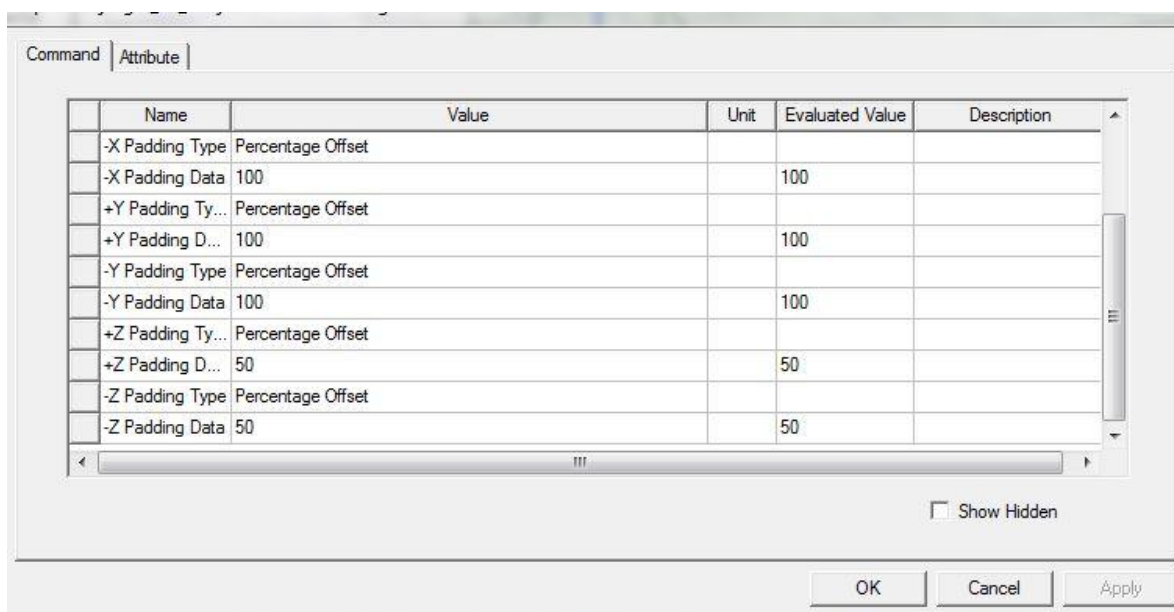 Command Attribute
Name Value Unit Evaluated Value Description
-X Padding Type Percentage Offset
-X Padding Data 100 100
+Y Padding Ty... Percentage Offset
+Y Padding D... 100 100
-Y Padding Type Percentage Offset
-Y Padding Data 100 100
+Z Padding Ty... Percentage Offset
+Z Padding D... 50 50
-Z Padding Type Percentage Offset
-Z Padding Data 50 50
Show Hidden
OK Cancel Apply